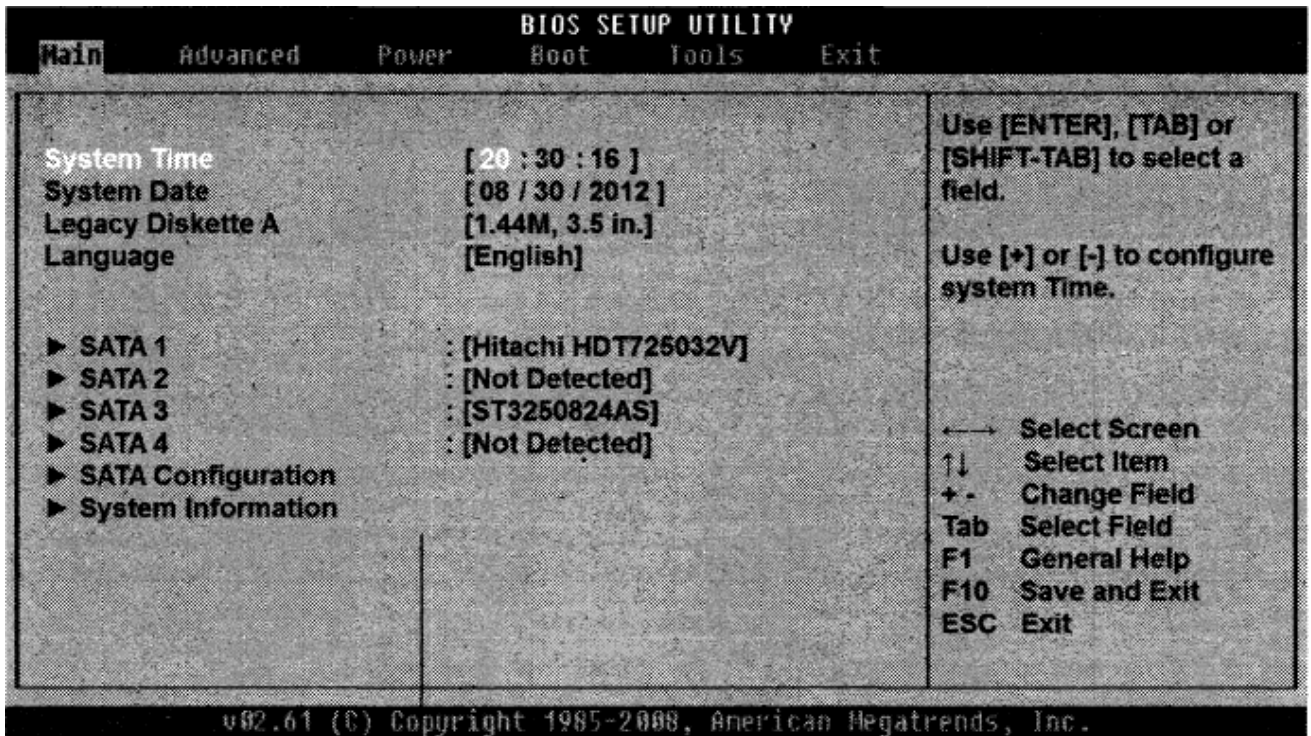 BIOS SETUP UTILITY
Main Advanced Power Boot Tools Exit
System Time [ 20 : 30 : 16 ]
System Date [ 08 / 30 / 2012 ]
Legacy Diskette A [1.44M, 3.5 in.]
Language [English]
► SATA 1 : [Hitachi HDT725032V]
► SATA 2 : [Not Detected]
► SATA 3 : [ST3250824AS]
► SATA 4 : [Not Detected]
► SATA Configuration
► System Information
Use [ENTER], [TAB] or
[SHIFT-TAB] to select a
field.
Use [+] or [-] to configure
system Time.
←→ Select Screen
↑↓ Select Item
+ - Change Field
Tab Select Field
F1 General Help
F10 Save and Exit
ESC Exit
v02.61 (C) Copyright 1985-2008, American Megatrends, Inc.